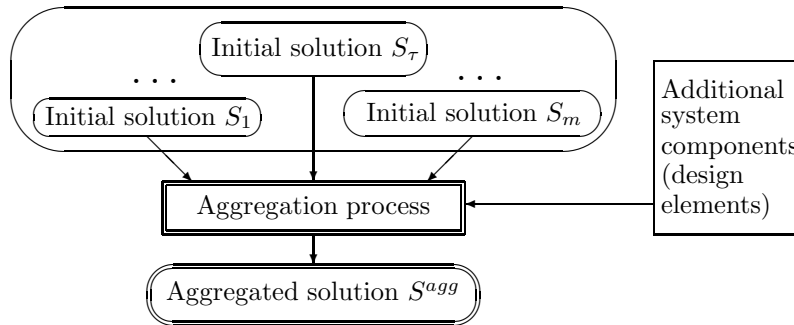 Initial solution S_τ
. . .
. . .
Initial solution S_1
Initial solution S_m
Additional
system
components
(design
elements)
Aggregation process
Aggregated solution S^{agg}